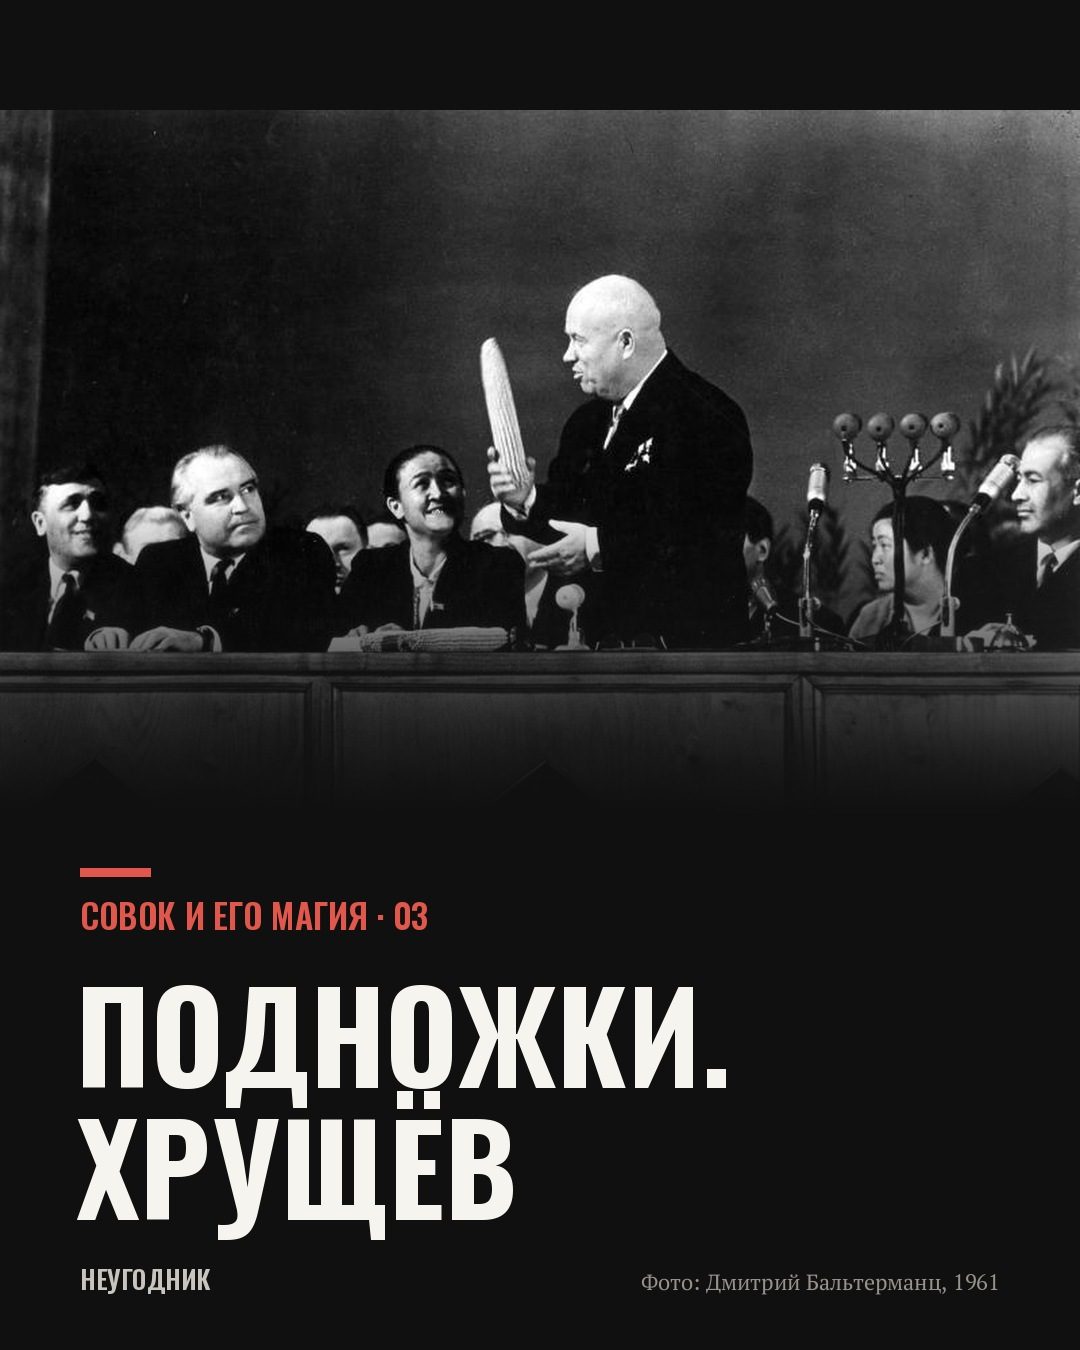 СОВОК И ЕГО МАГИЯ · 03
ПОДНОЖКИ.
ХРУЩЁВ
НЕУГОДНИК
Фото: Дмитрий Бальтерманц, 1961